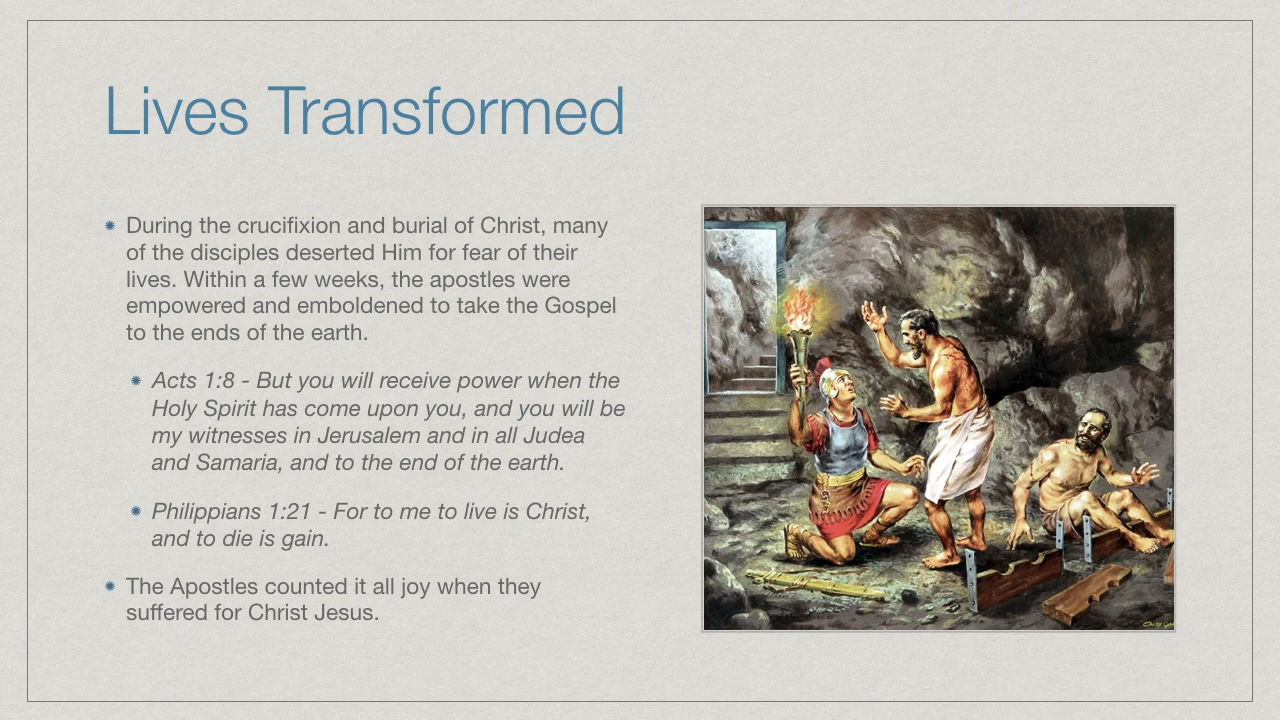 Lives Transformed
During the crucifixion and burial of Christ, many
of the disciples deserted Him for fear of their
lives. Within a few weeks, the apostles were
empowered and emboldened to take the Gospel
to the ends of the earth.
Acts 1:8 - But you will receive power when the
Holy Spirit has come upon you, and you will be
my witnesses in Jerusalem and in all Judea
and Samaria, and to the end of the earth.
Philippians 1:21 - For to me to live is Christ,
and to die is gain.
The Apostles counted it all joy when they
suffered for Christ Jesus.